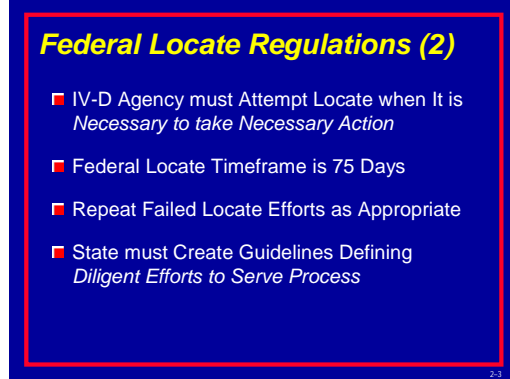 Federal Locate Regulations (2)
IV-D Agency must Attempt Locate when It is
Necessary to take Necessary Action
Federal Locate Timeframe is 75 Days
Repeat Failed Locate Efforts as Appropriate
State must Create Guidelines Defining
Diligent Efforts to Serve Process
2-3